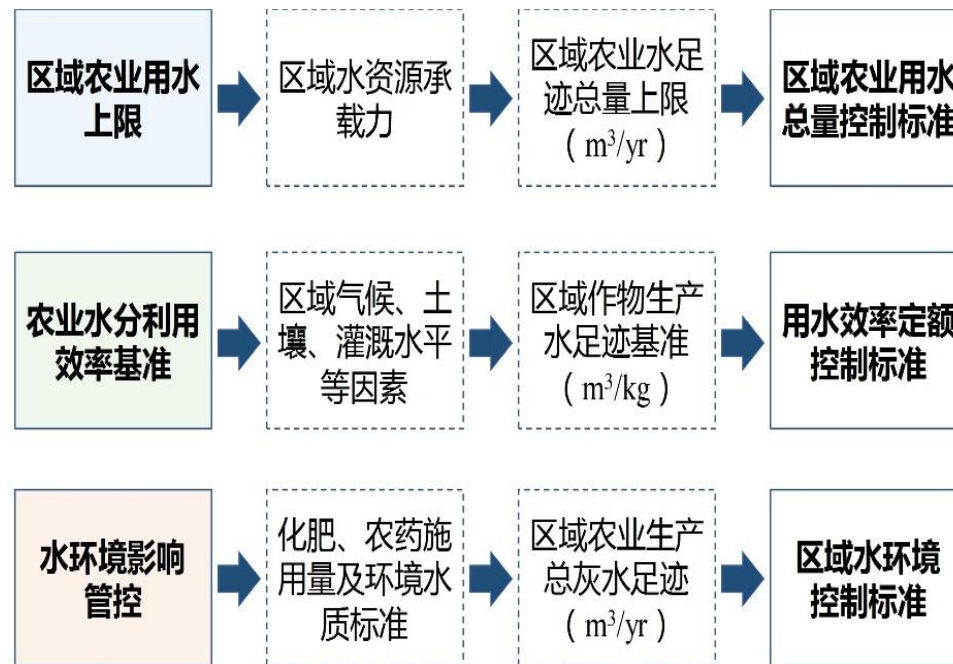 区域农业用水
上限
区域水资源承
载力
区域农业水足
迹总量上限
（m³/yr）
区域农业用水
总量控制标准
农业水分利用
效率基准
区域气候、土
壤、灌溉水平
等因素
区域作物生产
水足迹基准
（m³/kg）
用水效率定额
控制标准
水环境影响
管控
化肥、农药施
用量及环境水
质标准
区域农业生产
总灰水足迹
（m³/yr）
区域水环境
控制标准